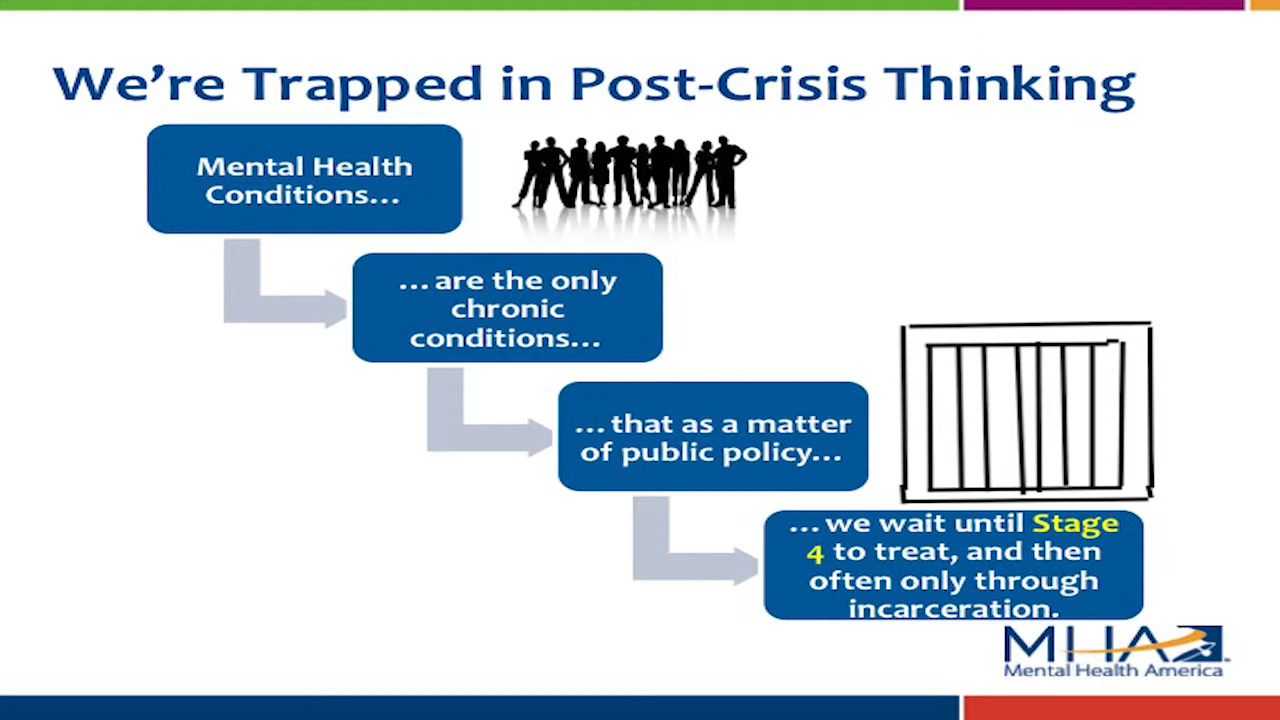 We're Trapped in Post-Crisis Thinking
Mental Health
Conditions...
...are the only
chronic
conditions...
...that as a matter
of public policy...
...we wait until Stage
4 to treat, and then
often only through
incarceration.
MHA
Mental Health America